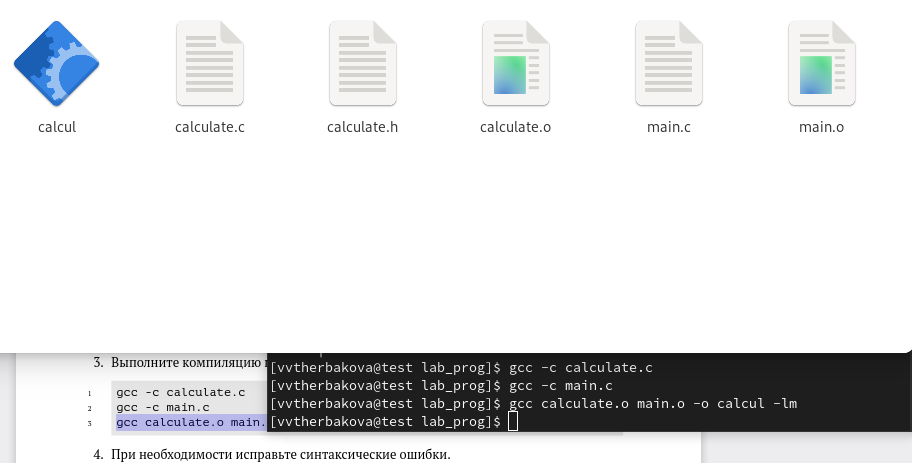 calcul
calculate.c
calculate.h
calculate.o
main.c
main.o
3. Выполните компиляцию
1 gcc -c calculate.c
2 gcc -c main.c
3 gcc calculate.o main.
4. При необходимости исправьте синтаксические ошибки.
[vvtherbakova@test lab_prog]$ gcc -c calculate.c
[vvtherbakova@test lab_prog]$ gcc -c main.c
[vvtherbakova@test lab_prog]$ gcc calculate.o main.o -o calcul -lm
[vvtherbakova@test lab_prog]$